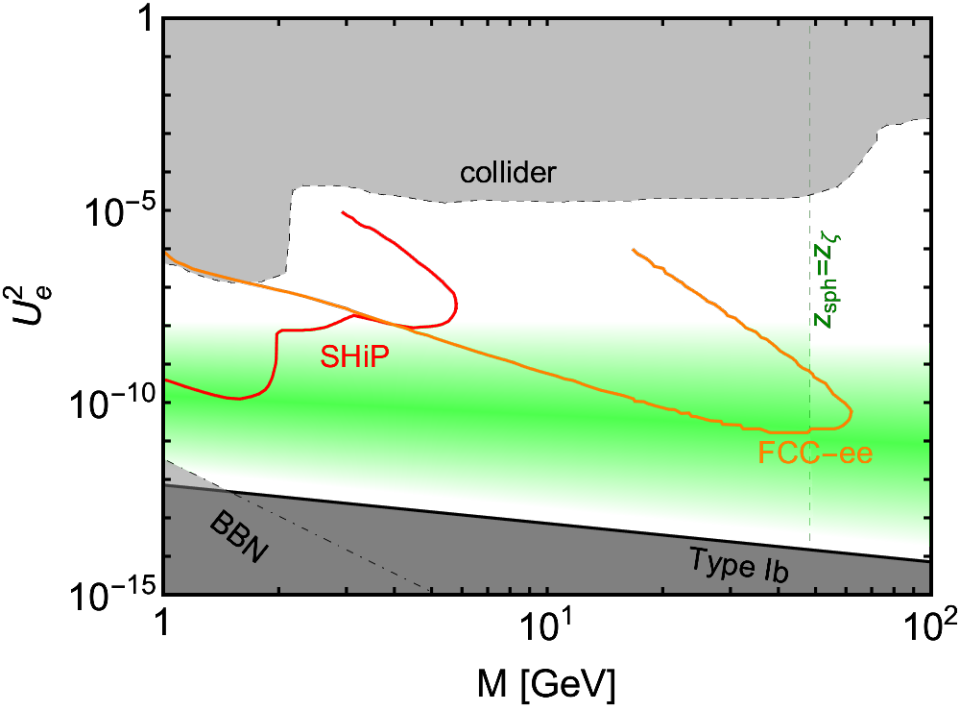 1
10^-5
10^-10
10^-15
U_e^2
collider
z_sph=z_ζ
SHiP
FCC-ee
BBN
Type Ib
1
10^1
10^2
M [GeV]